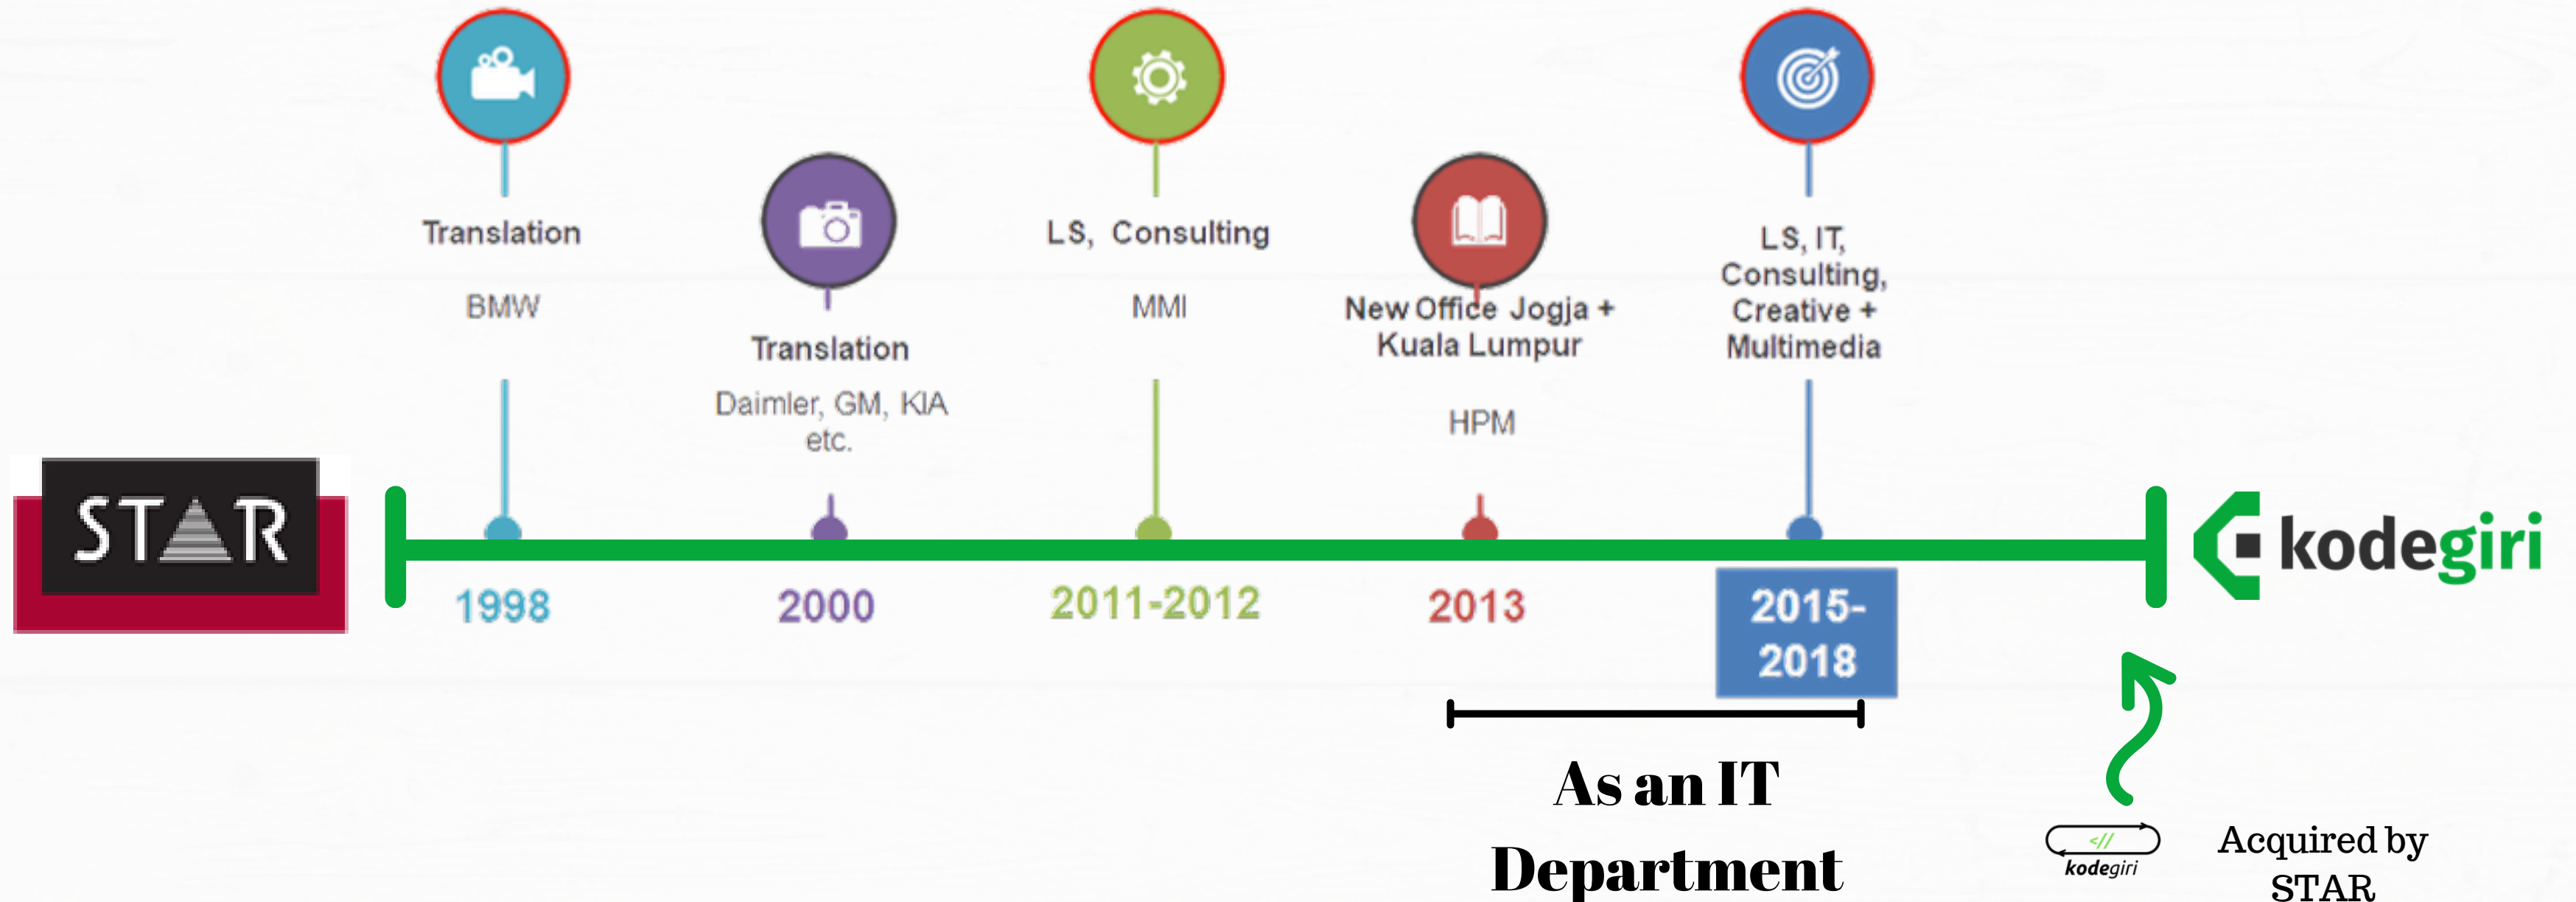 Translation
BMW
Translation
Daimler, GM, KIA
etc.
LS, Consulting
MMI
New Office Jogja +
Kuala Lumpur
HPM
LS, IT,
Consulting,
Creative +
Multimedia
STAR
kodegiri
1998
2000
2011-2012
2013
2015-
2018
As an IT
Department
<//
kodegiri
Acquired by
STAR